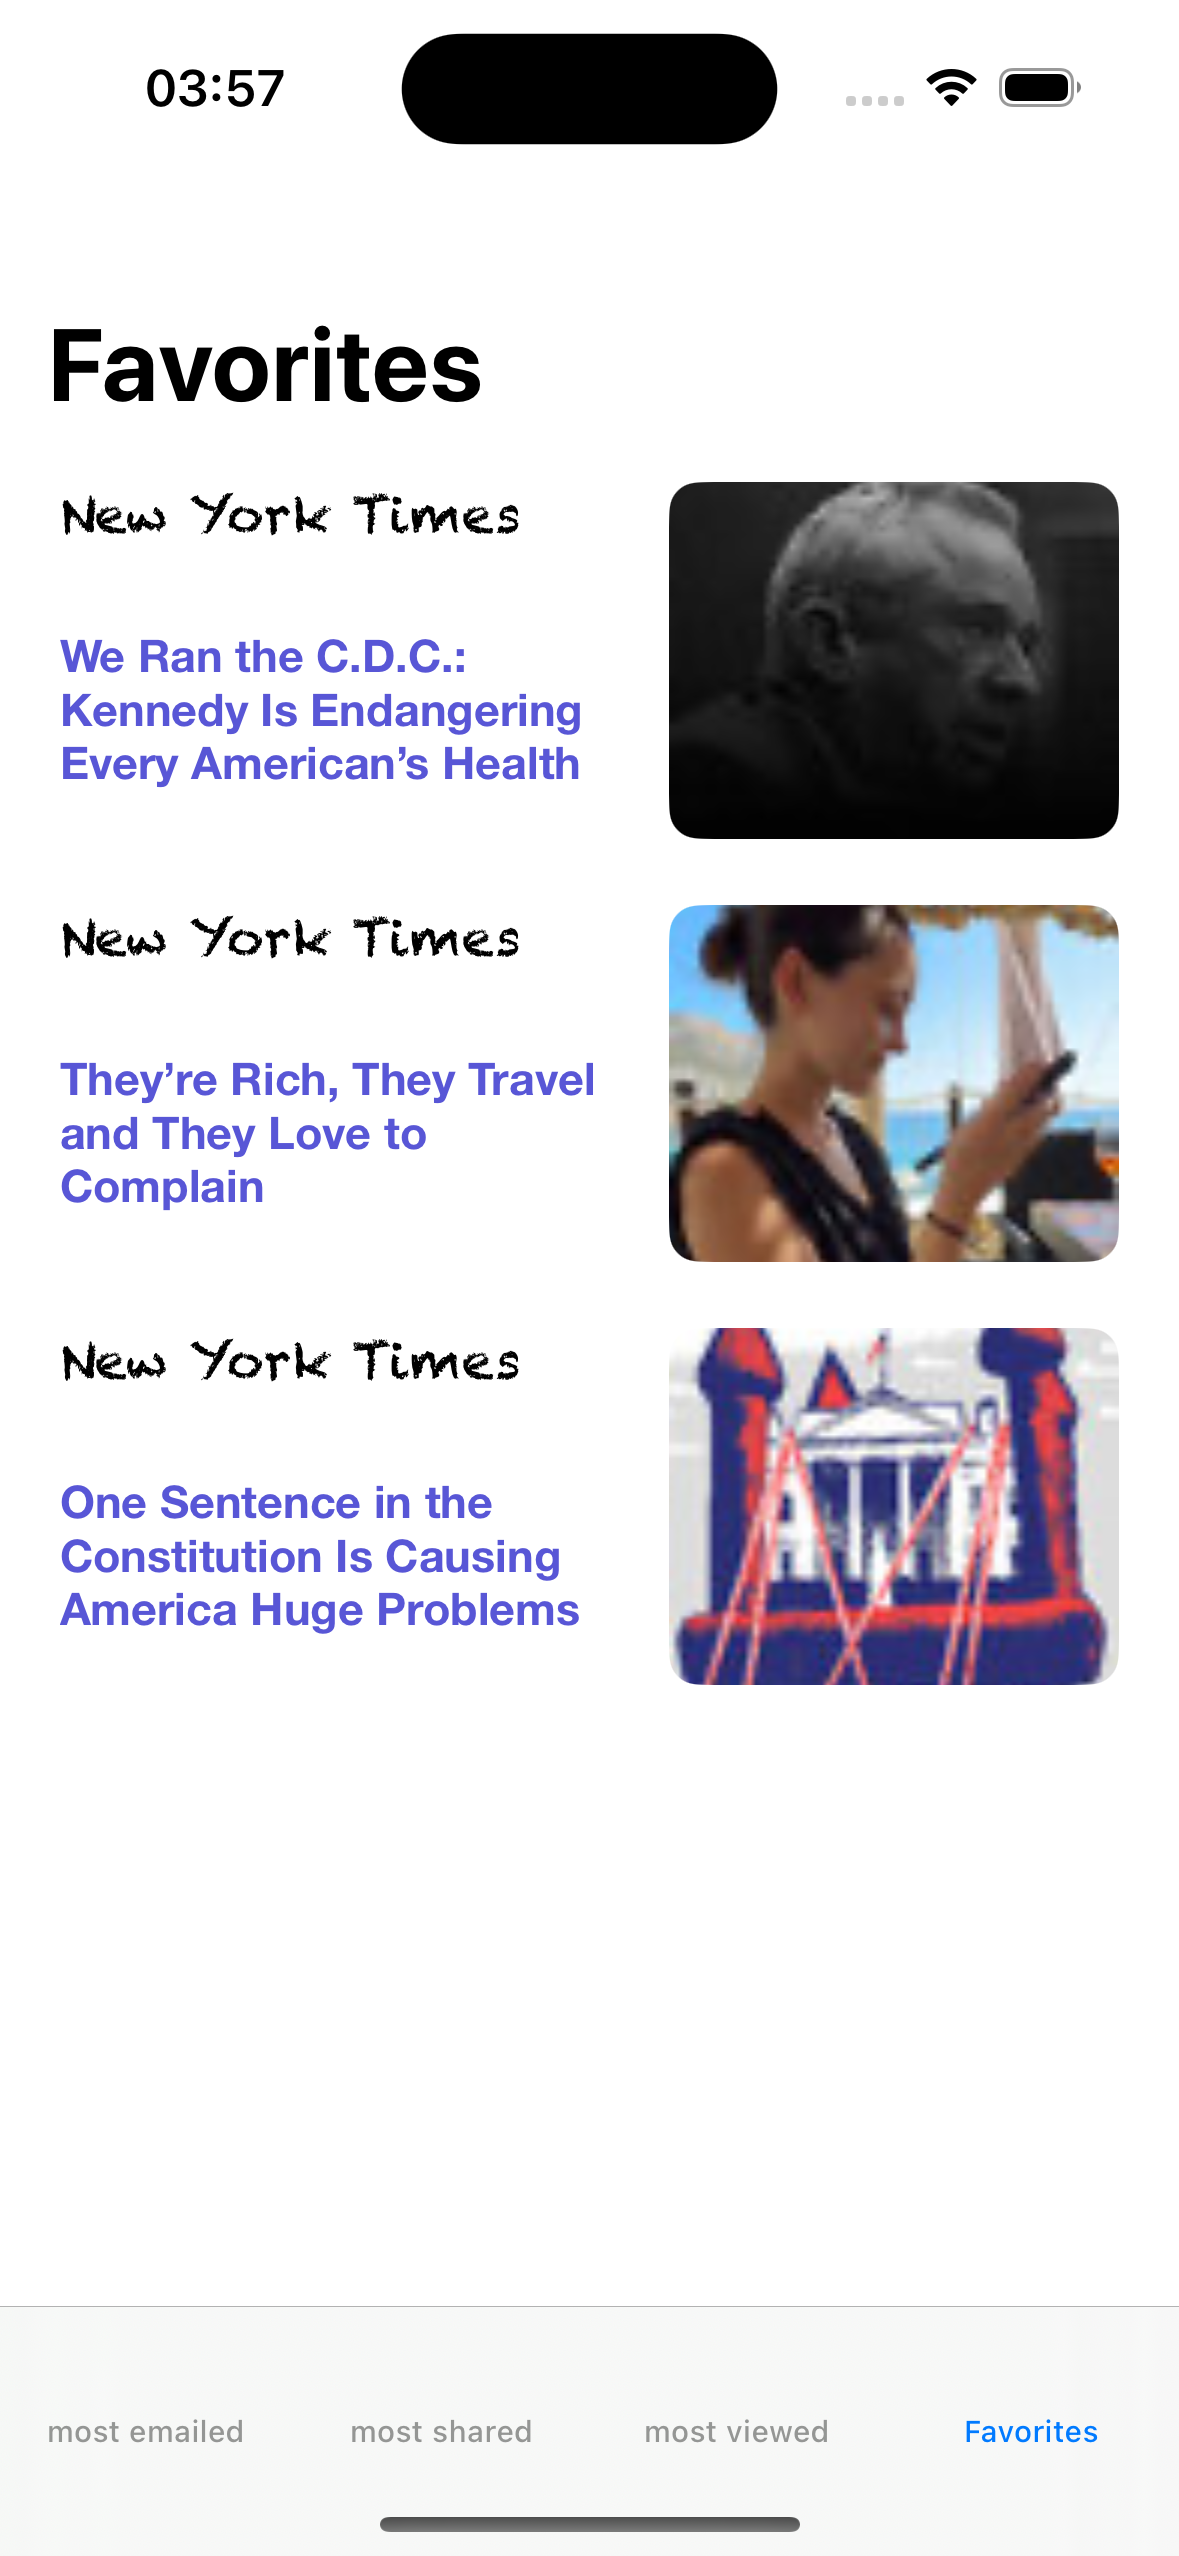 03:57
Favorites
New York Times
We Ran the C.D.C.:
Kennedy Is Endangering
Every American’s Health
New York Times
They’re Rich, They Travel
and They Love to
Complain
New York Times
One Sentence in the
Constitution Is Causing
America Huge Problems
most emailed
most shared
most viewed
Favorites